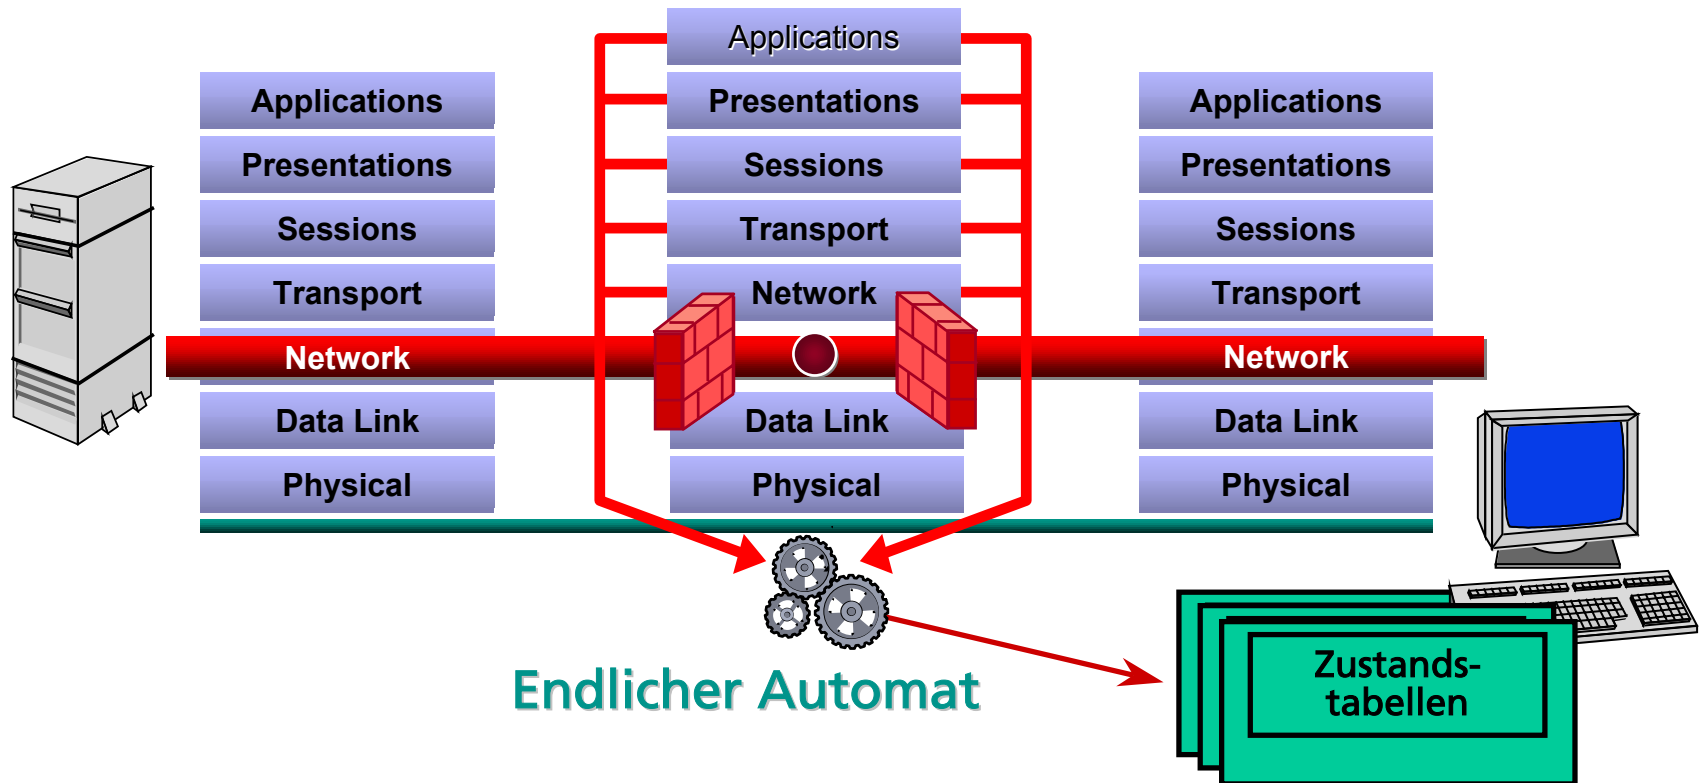 Applications
Presentations
Sessions
Transport
Network
Data Link
Physical
Applications
Presentations
Sessions
Transport
Network
Data Link
Physical
Applications
Presentations
Sessions
Transport
Network
Data Link
Physical
Endlicher Automat
Zustands-
tabellen